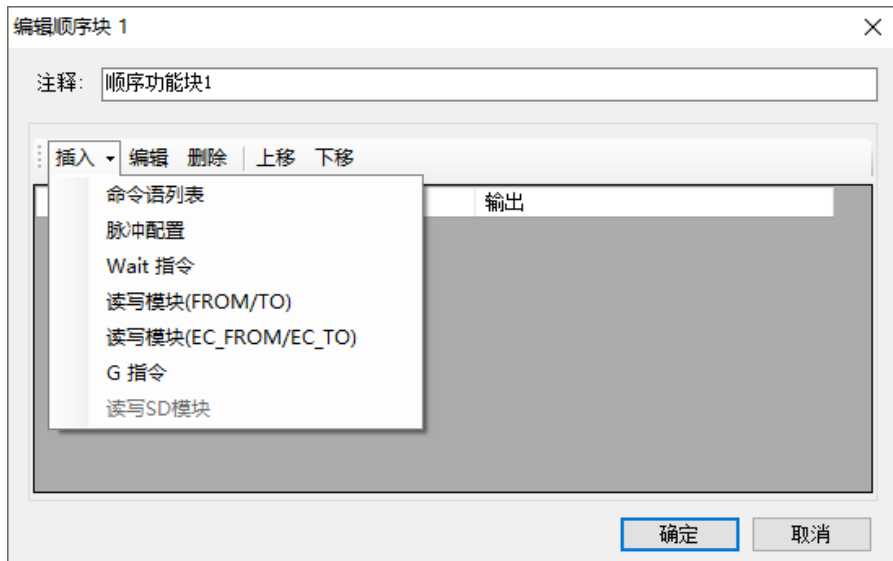 编辑顺序块 1
注释: 顺序功能块1
插入 编辑 删除 上移 下移
输出
命令语列表
脉冲配置
Wait 指令
读写模块(FROM/TO)
读写模块(EC_FROM/EC_TO)
G 指令
读写SD模块
确定 取消